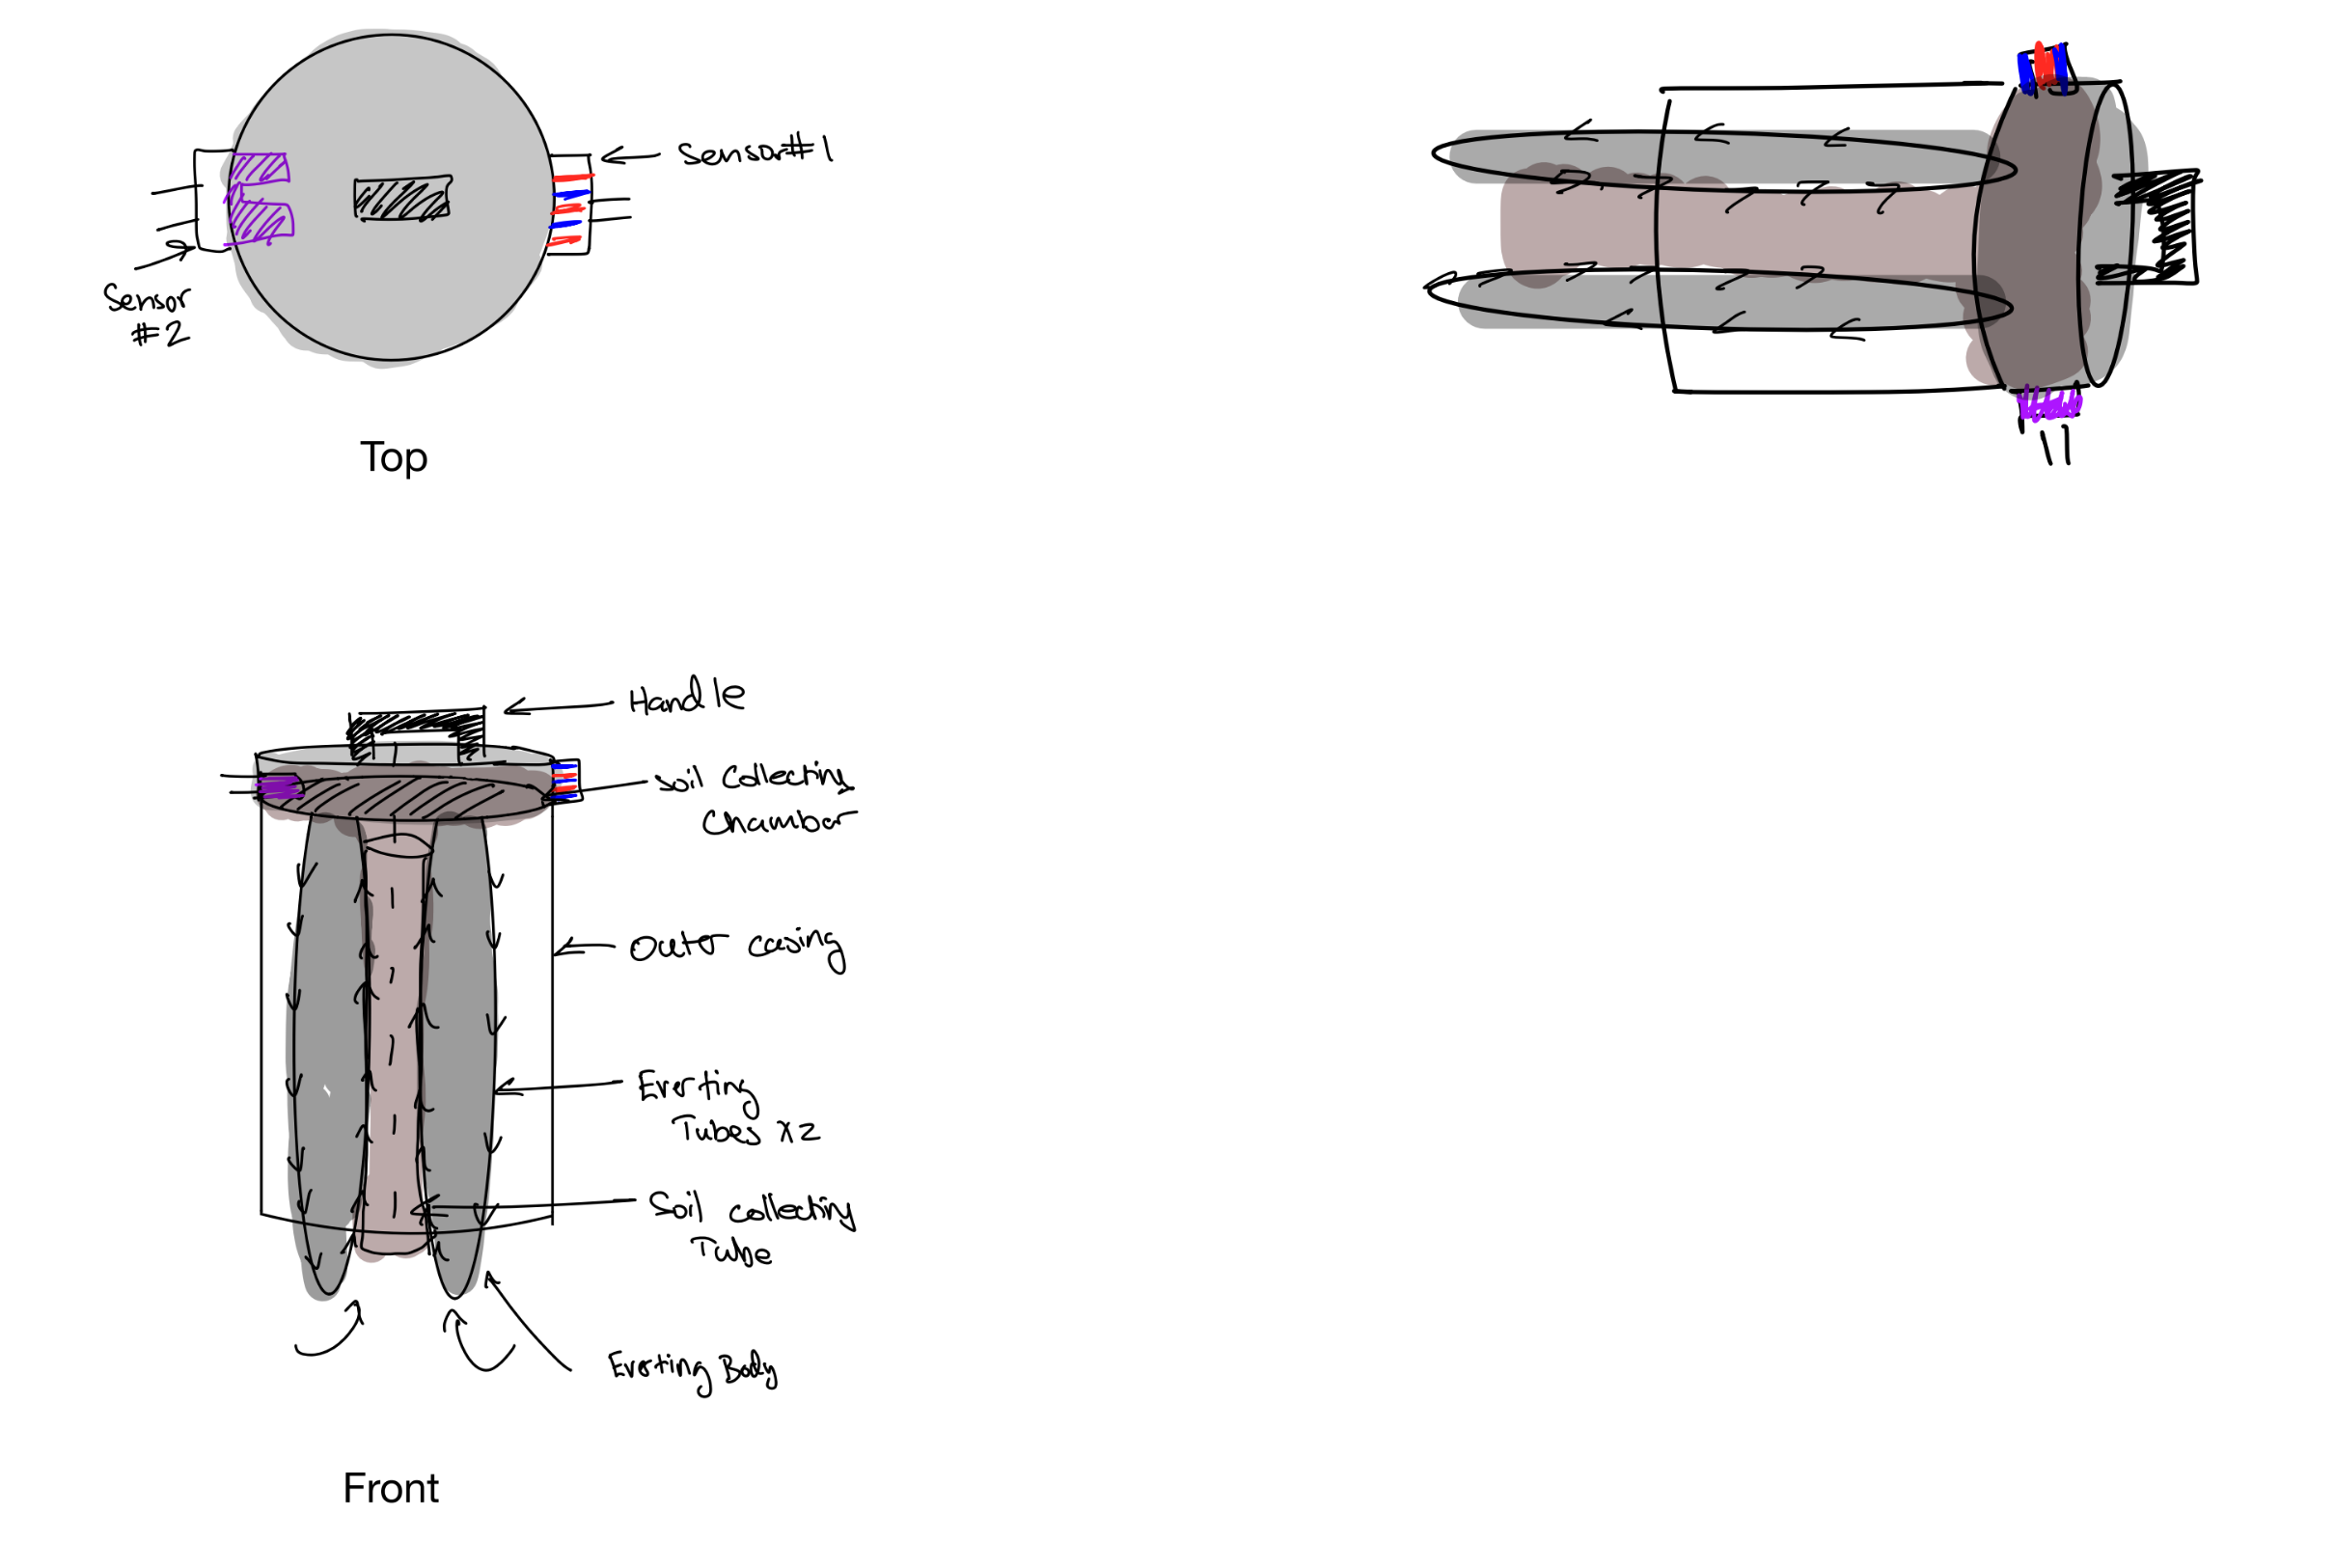 Sensor#1
Sensor
#2
Top
Handle
Soil Collecting
Chambar
Outer casing
Everting
Tubes x2
Soil collecting
Tube
Everting Body
Front